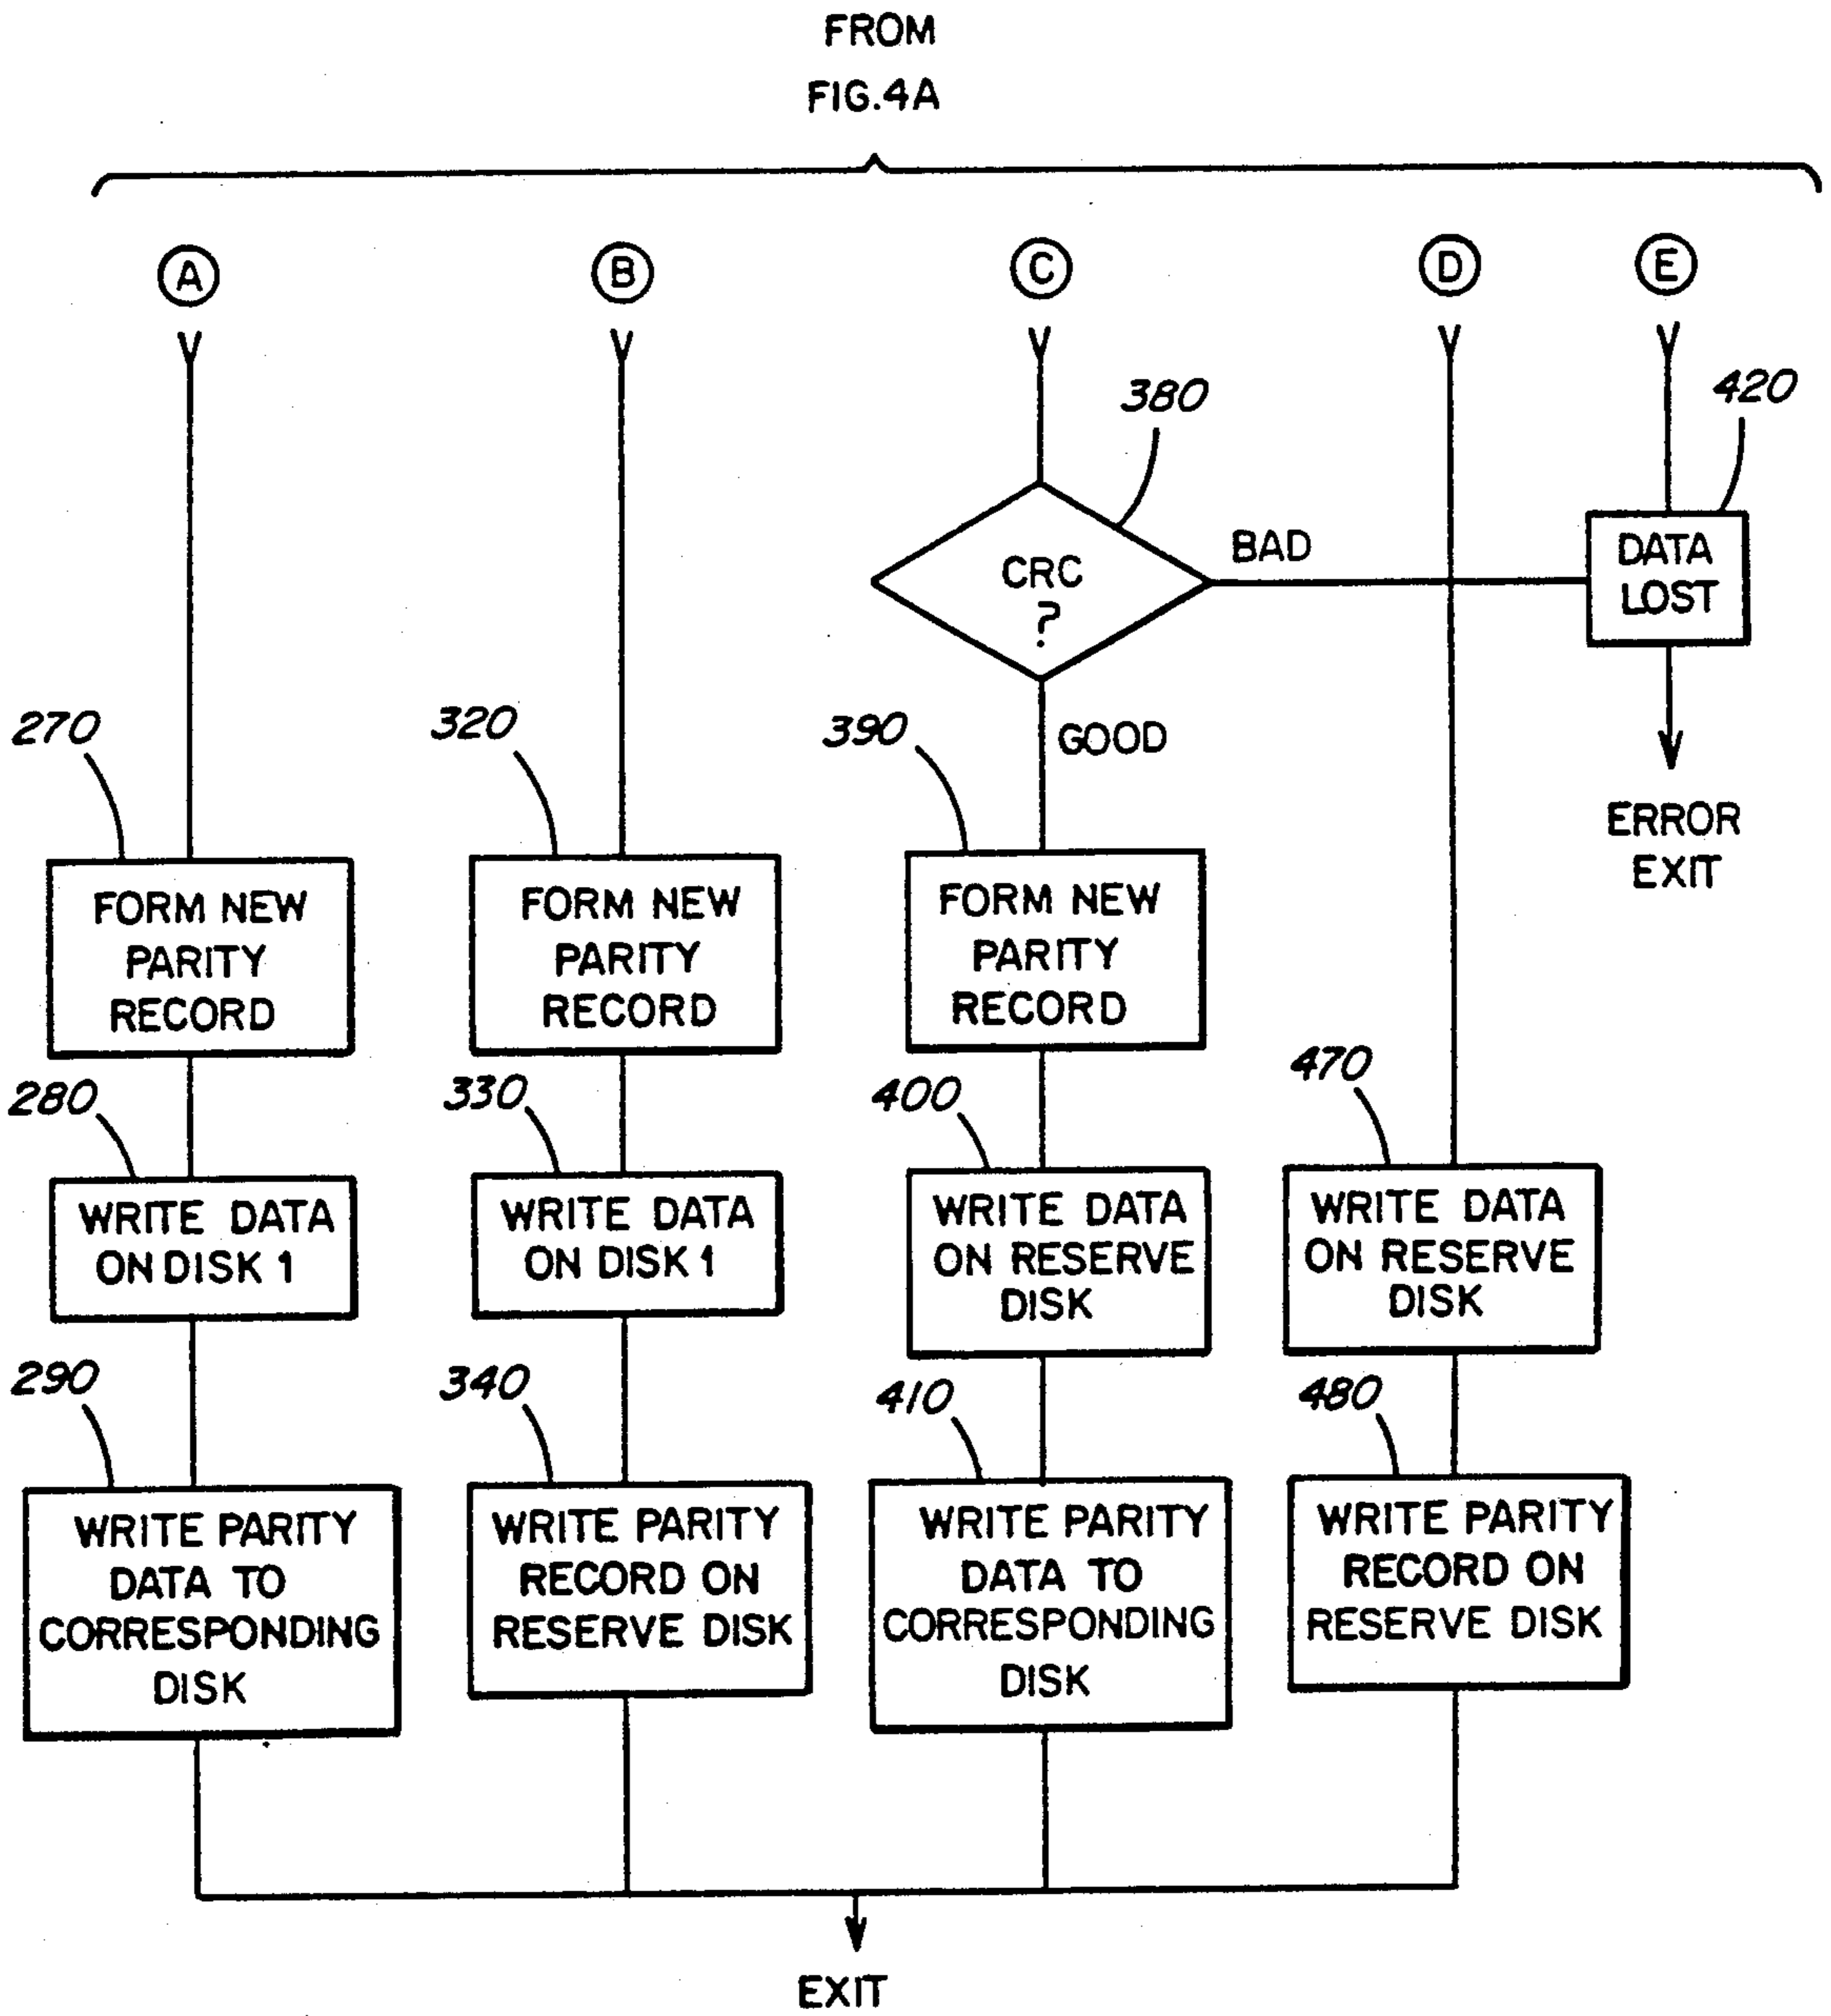 FROM
FIG.4A
A
B
C
D
E
380
420
CRC
?
BAD
DATA
LOST
GOOD
ERROR
EXIT
270
FORM NEW
PARITY
RECORD
320
FORM NEW
PARITY
RECORD
390
FORM NEW
PARITY
RECORD
280
WRITE DATA
ON DISK 1
330
WRITE DATA
ON DISK 1
400
WRITE DATA
ON RESERVE
DISK
470
WRITE DATA
ON RESERVE
DISK
290
WRITE PARITY
DATA TO
CORRESPONDING
DISK
340
WRITE PARITY
RECORD ON
RESERVE DISK
410
WRITE PARITY
DATA TO
CORRESPONDING
DISK
480
WRITE PARITY
RECORD ON
RESERVE DISK
EXIT